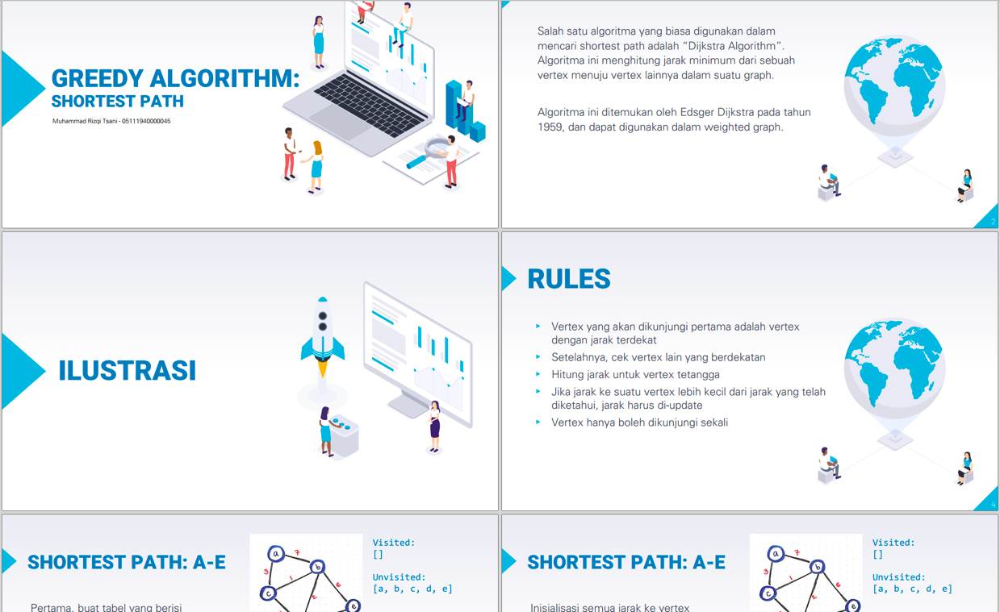 GREEDY ALGORITHM:
SHORTEST PATH
Muhammad Rizqi Tsani - 05111940000045
Salah satu algoritma yang biasa digunakan dalam
mencari shortest path adalah “Dijkstra Algorithm”.
Algoritma ini menghitung jarak minimum dari sebuah
vertex menuju vertex lainnya dalam suatu graph.
Algoritma ini ditemukan oleh Edsger Dijkstra pada tahun
1959, dan dapat digunakan dalam weighted graph.
2
ILUSTRASI
RULES
▸ Vertex yang akan dikunjungi pertama adalah vertex
dengan jarak terdekat
▸ Setelahnya, cek vertex lain yang berdekatan
▸ Hitung jarak untuk vertex tetangga
▸ Jika jarak ke suatu vertex lebih kecil dari jarak yang telah
diketahui, jarak harus di-update
▸ Vertex hanya boleh dikunjungi sekali
4
SHORTEST PATH: A-E
Pertama, buat tabel yang berisi
a
7
b
3
1
c
6
2
e
Visited:
[]
Unvisited:
[a, b, c, d, e]
SHORTEST PATH: A-E
Inisialisasi semua jarak ke vertex
a
7
b
3
1
c
6
2
e
Visited:
[]
Unvisited:
[a, b, c, d, e]